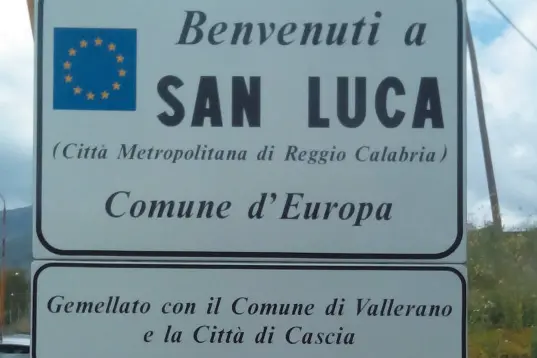 Benvenuti a
SAN LUCA
(Città Metropolitana di Reggio Calabria)
Comune d'Europa
Gemellato con il Comune di Vallerano
e la Città di Cascia